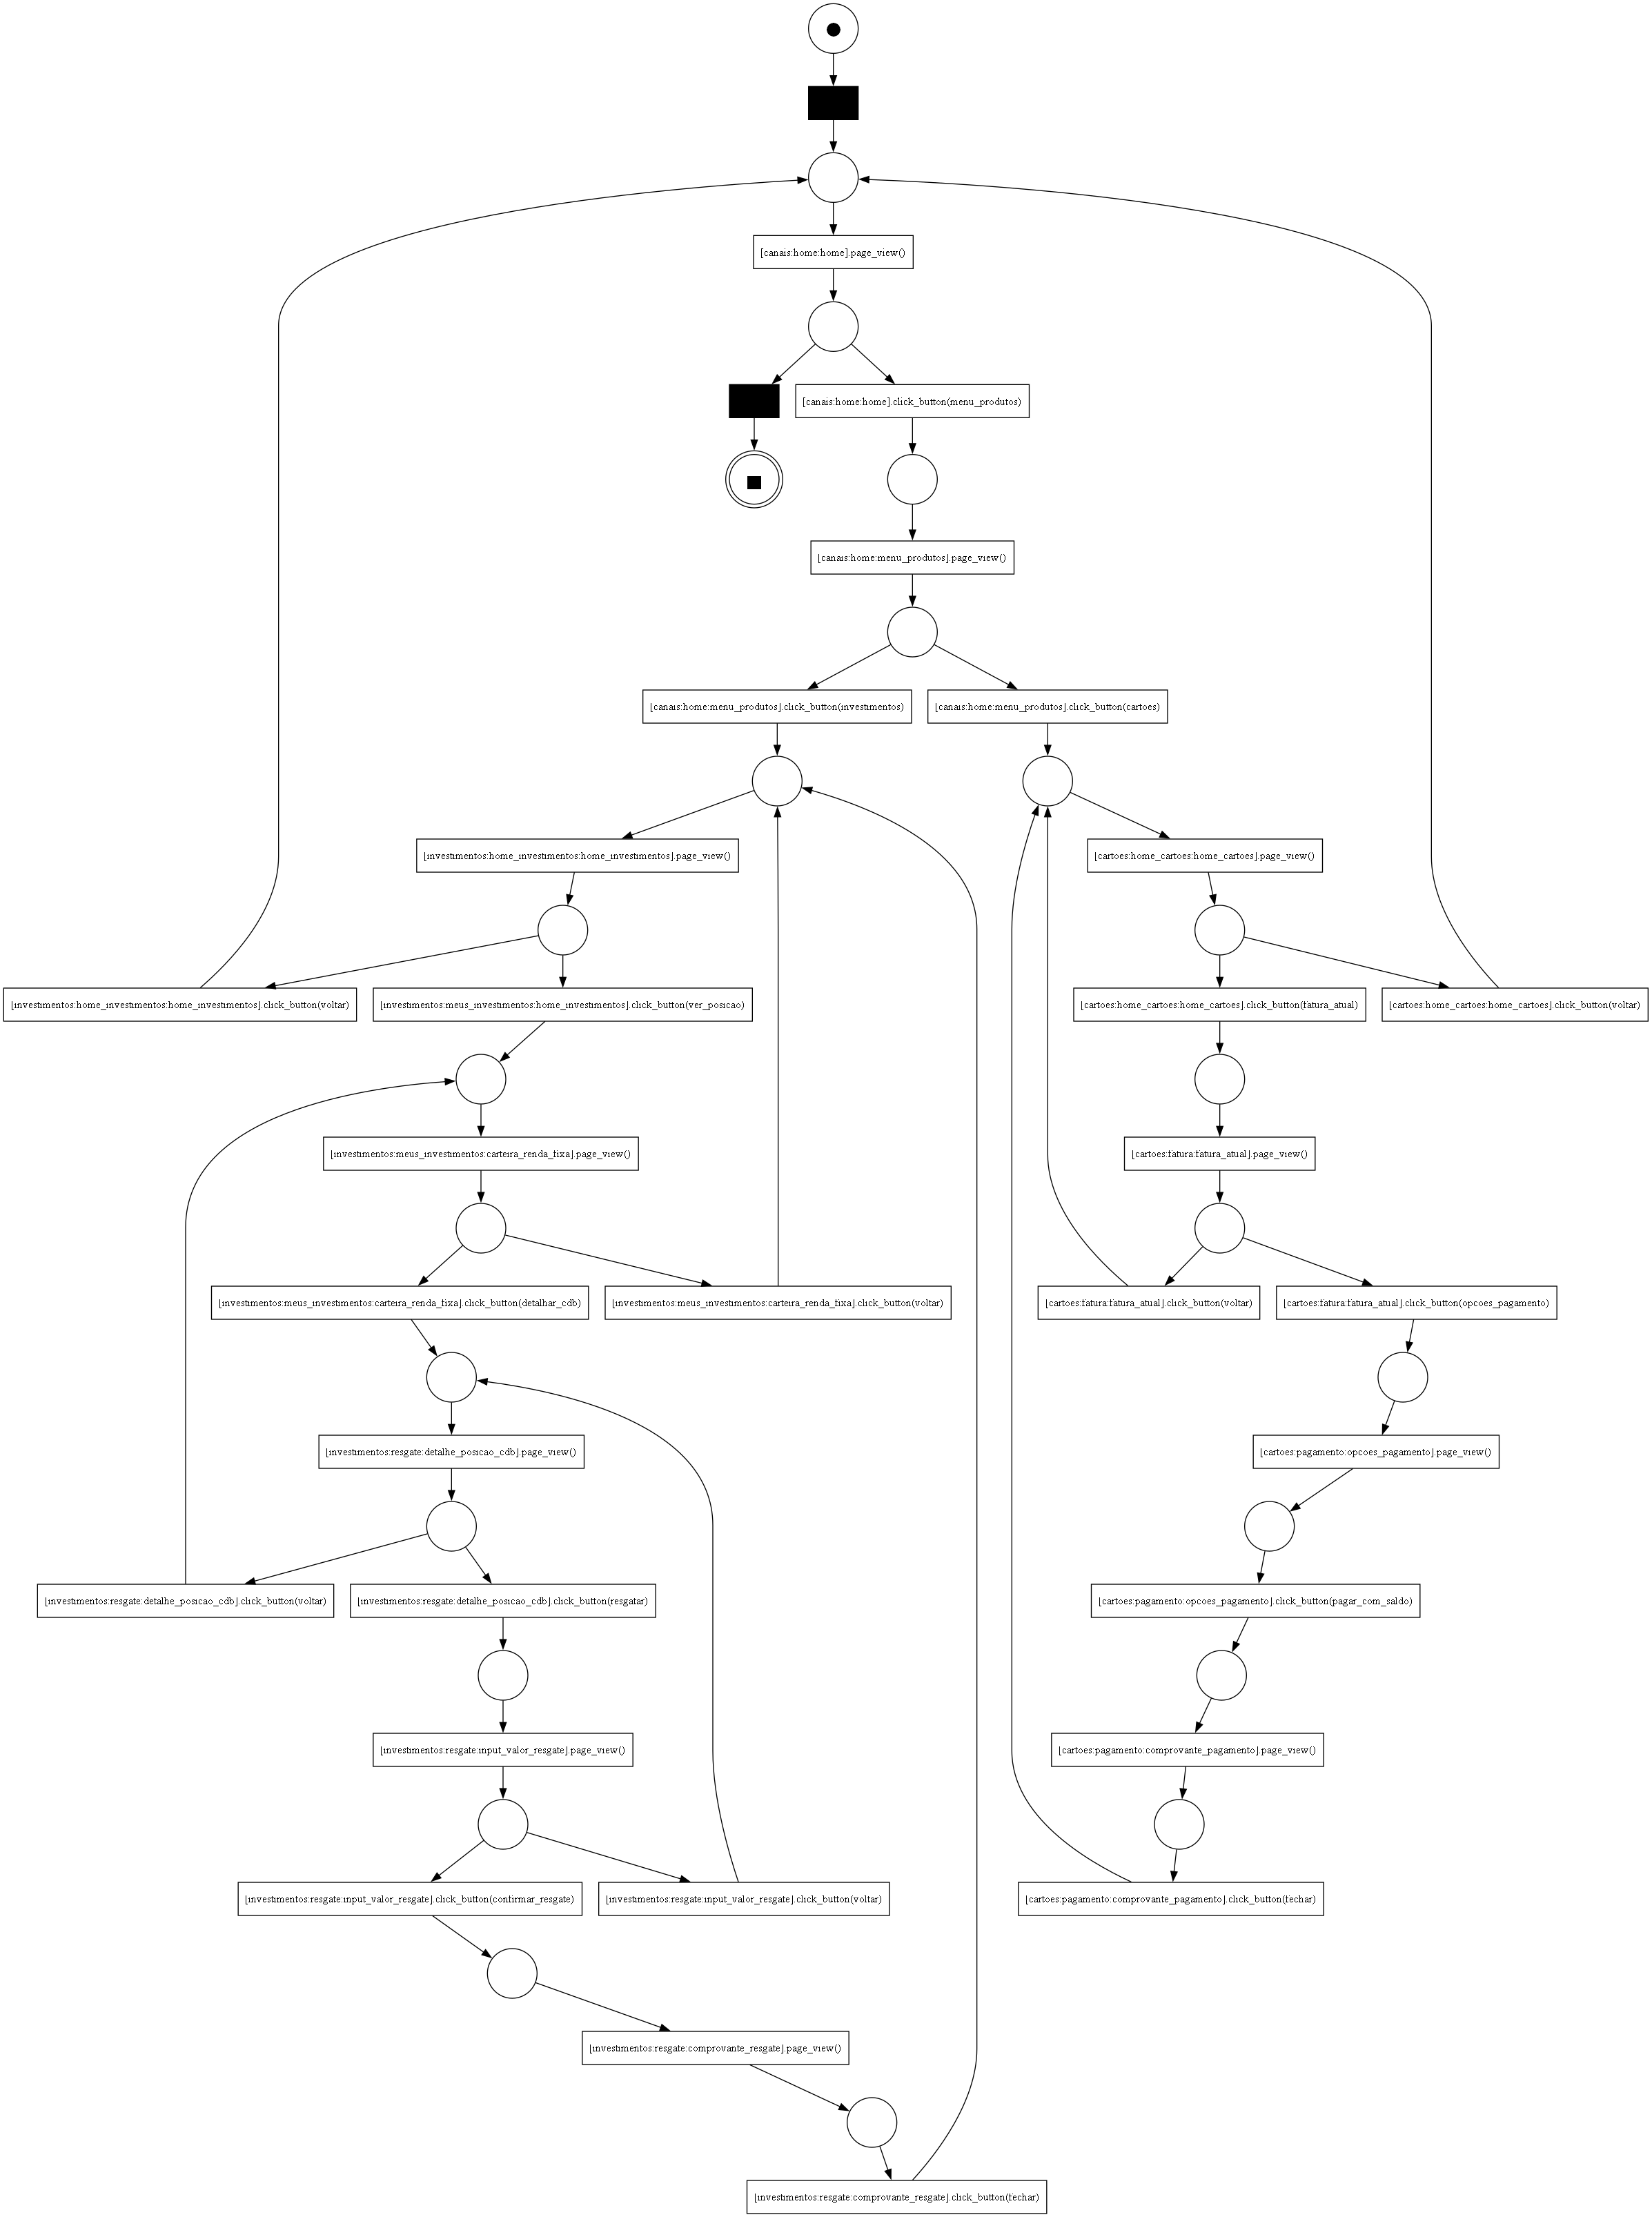 [canais:home:home].page_view()
[canais:home:home].click_button(menu_produtos)
[canais:home:menu_produtos].page_view()
[canais:home:menu_produtos].click_button(investimentos)
[canais:home:menu_produtos].click_button(cartoes)
[investimentos:home_investimentos:home_investimentos].page_view()
[cartoes:home_cartoes:home_cartoes].page_view()
[investimentos:home_investimentos:home_investimentos].click_button(voltar)
[investimentos:meus_investimentos:home_investimentos].click_button(ver_posicao)
[cartoes:home_cartoes:home_cartoes].click_button(fatura_atual)
[cartoes:home_cartoes:home_cartoes].click_button(voltar)
[investimentos:meus_investimentos:carteira_renda_fixa].page_view()
[cartoes:fatura:fatura_atual].page_view()
[investimentos:meus_investimentos:carteira_renda_fixa].click_button(detalhar_cdb)
[investimentos:meus_investimentos:carteira_renda_fixa].click_button(voltar)
[cartoes:fatura:fatura_atual].click_button(voltar)
[cartoes:fatura:fatura_atual].click_button(opcoes_pagamento)
[investimentos:resgate:detalhe_posicao_cdb].page_view()
[cartoes:pagamento:opcoes_pagamento].page_view()
[investimentos:resgate:detalhe_posicao_cdb].click_button(voltar)
[investimentos:resgate:detalhe_posicao_cdb].click_button(resgatar)
[cartoes:pagamento:opcoes_pagamento].click_button(pagar_com_saldo)
[investimentos:resgate:input_valor_resgate].page_view()
[cartoes:pagamento:comprovante_pagamento].page_view()
[investimentos:resgate:input_valor_resgate].click_button(confirmar_resgate)
[investimentos:resgate:input_valor_resgate].click_button(voltar)
[cartoes:pagamento:comprovante_pagamento].click_button(fechar)
[investimentos:resgate:comprovante_resgate].page_view()
[investimentos:resgate:comprovante_resgate].click_button(fechar)